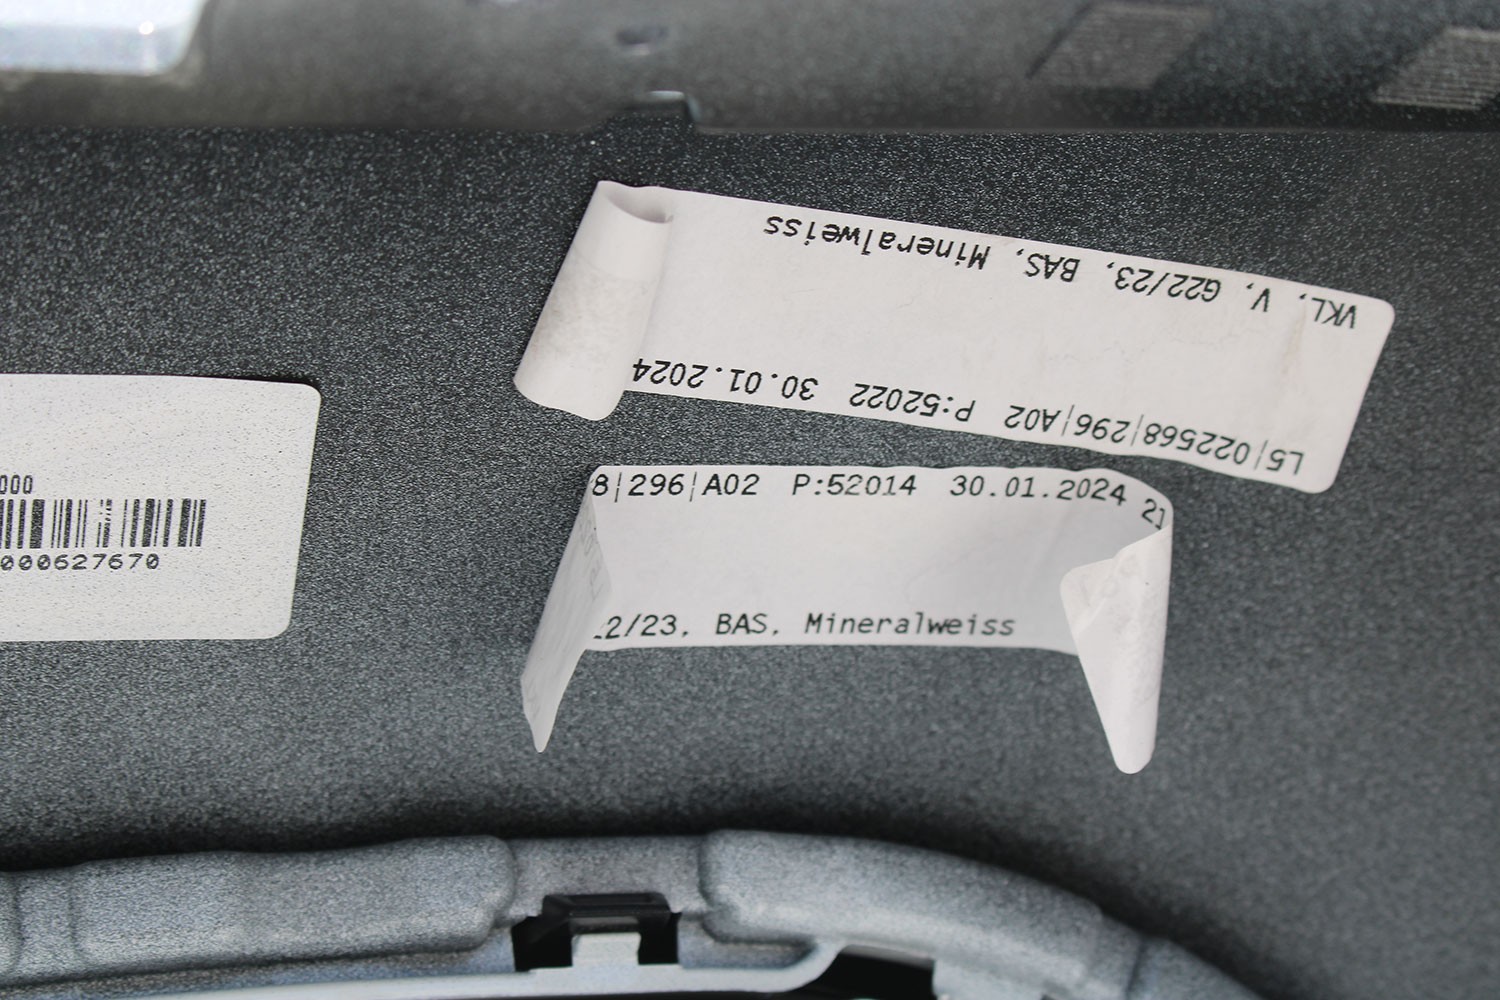 L5|022568|296|A02 P:52022 30.01.2024
VKL, V, G22/23, BAS, Mineralweiss
000
000627670
8|296|A02 P:52014 30.01.2024 21
2/23, BAS, Mineralweiss